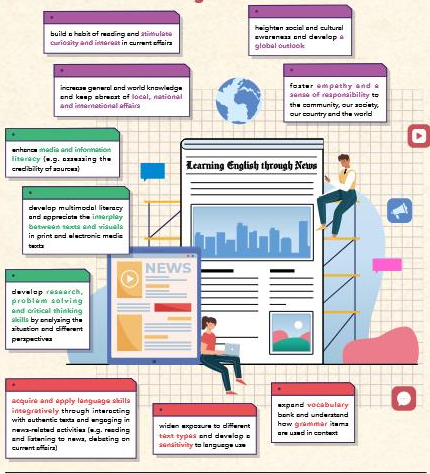 build a habit of reading and stimulate
curiosity and interest in current affairs
heighten social and cultural
awareness and develop a
global outlook
increase general and world knowledge
and keep abreast of local, national
and international affairs
foster empathy and a
sense of responsibility to
the community, our society,
our country and the world
enhance media and information
literacy (e.g. assessing the
credibility of sources)
Learning English through News
develop multimodal literacy
and appreciate the interplay
between texts and visuals
in print and electronic media
texts
NEWS
develop research,
problem solving
and critical thinking
skills by analysing the
situation and different
perspectives
acquire and apply language skills
integratively through interacting
with authentic texts and engaging in
news-related activities (e.g. reading
and listening to news, debating on
current affairs)
widen exposure to different
text types and develop a
sensitivity to language use
expand vocabulary
bank and understand
how grammar items
are used in context